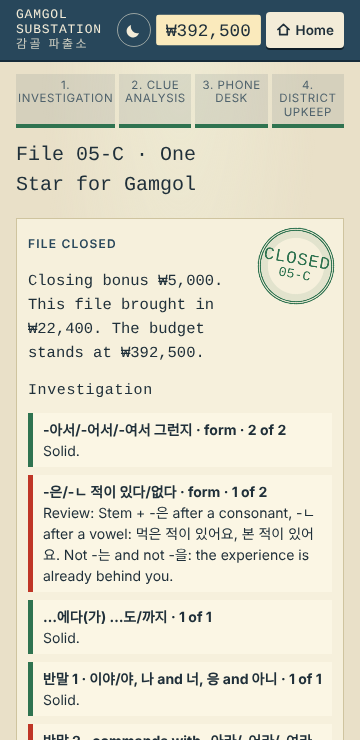 GAMGOL
SUBSTATION
감골 파출소
₩392,500
Home
1.
INVESTIGATION
2. CLUE
ANALYSIS
3. PHONE
DESK
4.
DISTRICT
UPKEEP
File 05-C · One
Star for Gamgol
FILE CLOSED
CLOSED
05-C
Closing bonus ₩5,000.
This file brought in
₩22,400. The budget
stands at ₩392,500.
Investigation
-아서/-어서/-여서 그런지 · form · 2 of 2
Solid.
-은/-ㄴ 적이 있다/없다 · form · 1 of 2
Review: Stem + -은 after a consonant, -ㄴ
after a vowel: 먹은 적이 있어요, 본 적이 있어
요. Not -는 and not -을: the experience is
already behind you.
...에다(가) ...도/까지 · 1 of 1
Solid.
반말 1 · 이야/야, 나 and 너, 응 and 아니 · 1 of 1
Solid.